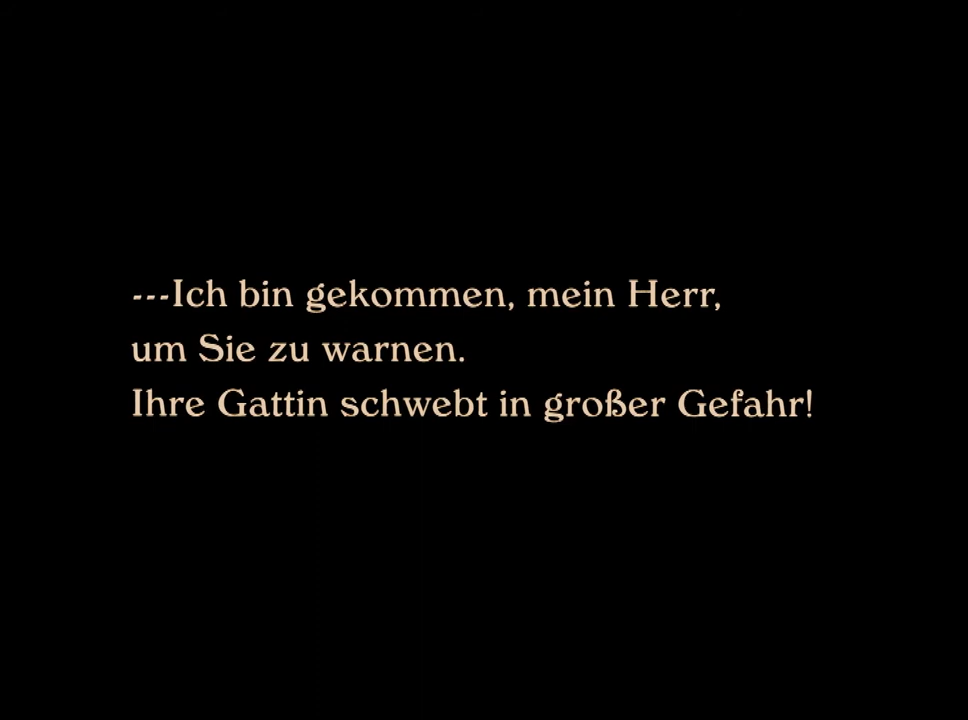 ---Ich bin gekommen, mein Herr,
um Sie zu warnen.
Ihre Gattin schwebt in großer Gefahr!